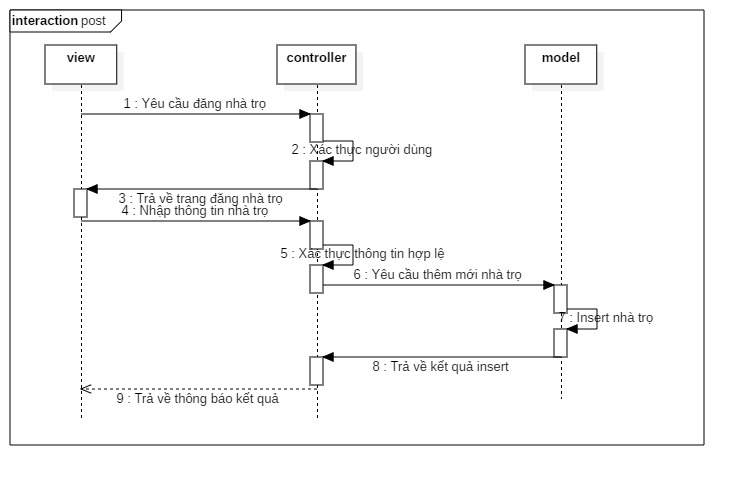 interaction post
view
controller
model
1 : Yêu cầu đăng nhà trọ
2 : Xác thực người dùng
3 : Trả về trang đăng nhà trọ
4 : Nhập thông tin nhà trọ
5 : Xác thực thông tin hợp lệ
6 : Yêu cầu thêm mới nhà trọ
7 : Insert nhà trọ
8 : Trả về kết quả insert
9 : Trả về thông báo kết quả